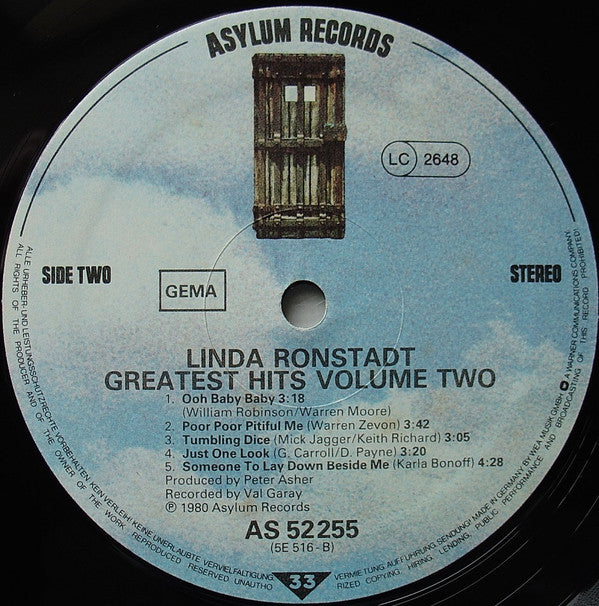 ASYLUM RECORDS
LC 2648
SIDE TWO
GEMA
STEREO
LINDA RONSTADT
GREATEST HITS VOLUME TWO
1. Ooh Baby Baby 3:18
(William Robinson/Warren Moore)
2. Poor Poor Pitiful Me (Warren Zevon) 3:42
3. Tumbling Dice (Mick Jagger/Keith Richard) 3:05
4. Just One Look (G. Carroll/D. Payne) 3:20
5. Someone To Lay Down Beside Me (Karla Bonoff) 4:28
Produced by Peter Asher
Recorded by Val Garay
℗ 1980 Asylum Records
AS 52 255
(5E 516 - B)
33
ALLE URHEBER- UND LEISTUNGSSCHUTZRECHTE VORBEHALTEN. KEIN VERLEIH! KEINE UNERLAUBTE VERVIELFÄLTIGUNG, VERMIETUNG, AUFFÜHRUNG, SENDUNG! MADE IN GERMANY BY WEA MUSIK GMBH A WARNER COMMUNICATIONS COMPANY.
ALL RIGHTS OF THE PRODUCER AND OF THE OWNER OF THE WORK REPRODUCED RESERVED. UNAUTHORIZED COPYING, HIRING, LENDING, PUBLIC PERFORMANCE AND BROADCASTING OF THIS RECORD PROHIBITED!